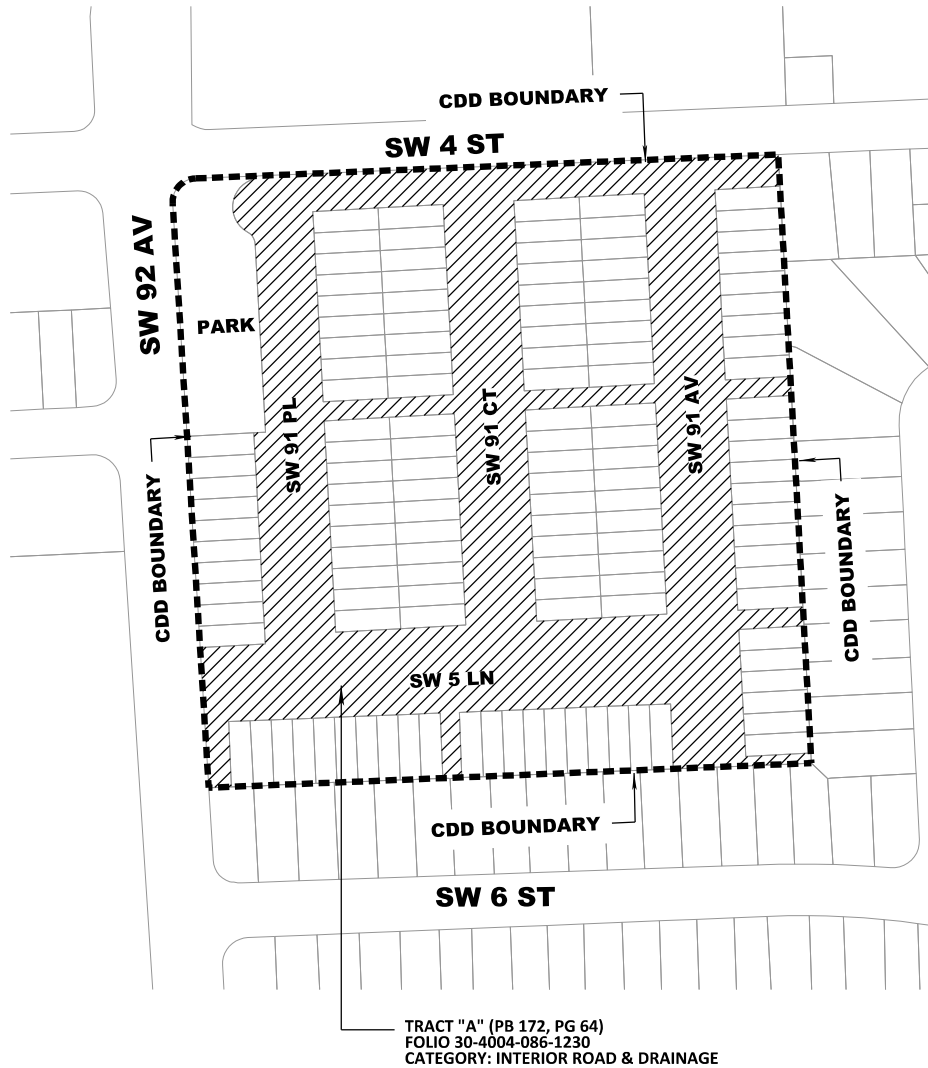 CDD BOUNDARY
SW 4 ST
SW 92 AV
PARK
SW 91 PL
SW 91 CT
SW 91 AV
CDD BOUNDARY
CDD BOUNDARY
SW 5 LN
CDD BOUNDARY
SW 6 ST
TRACT "A" (PB 172, PG 64)
FOLIO 30-4004-086-1230
CATEGORY: INTERIOR ROAD & DRAINAGE